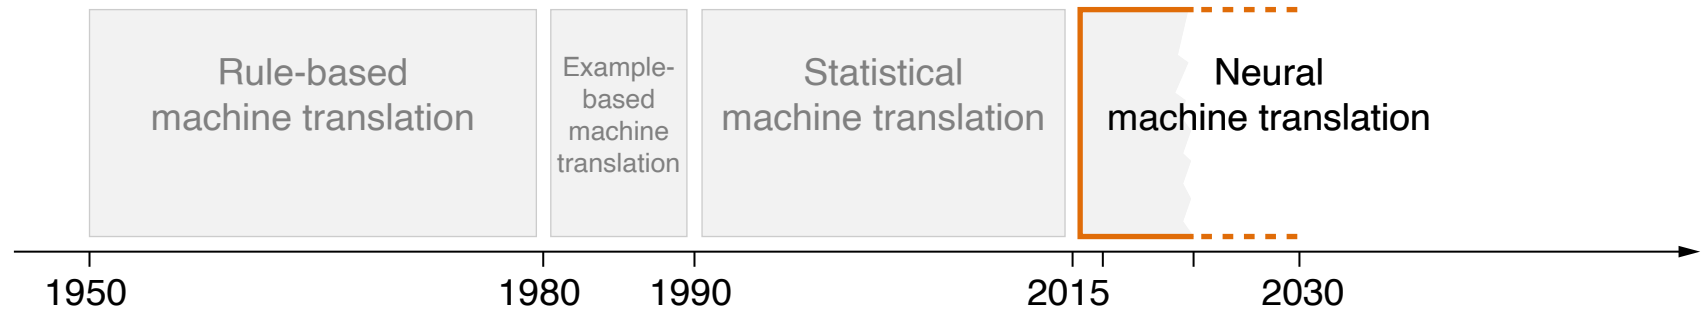 Rule-based
machine translation
Example-
based
machine
translation
Statistical
machine translation
Neural
machine translation
1950
1980
1990
2015
2030